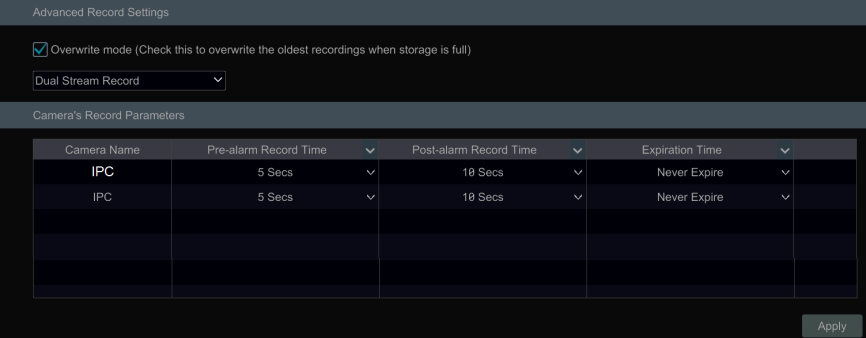 Advanced Record Settings
Overwrite mode (Check this to overwrite the oldest recordings when storage is full)
Dual Stream Record
Camera's Record Parameters
Camera Name Pre-alarm Record Time Post-alarm Record Time Expiration Time
IPC 5 Secs 10 Secs Never Expire
IPC 5 Secs 10 Secs Never Expire
Apply